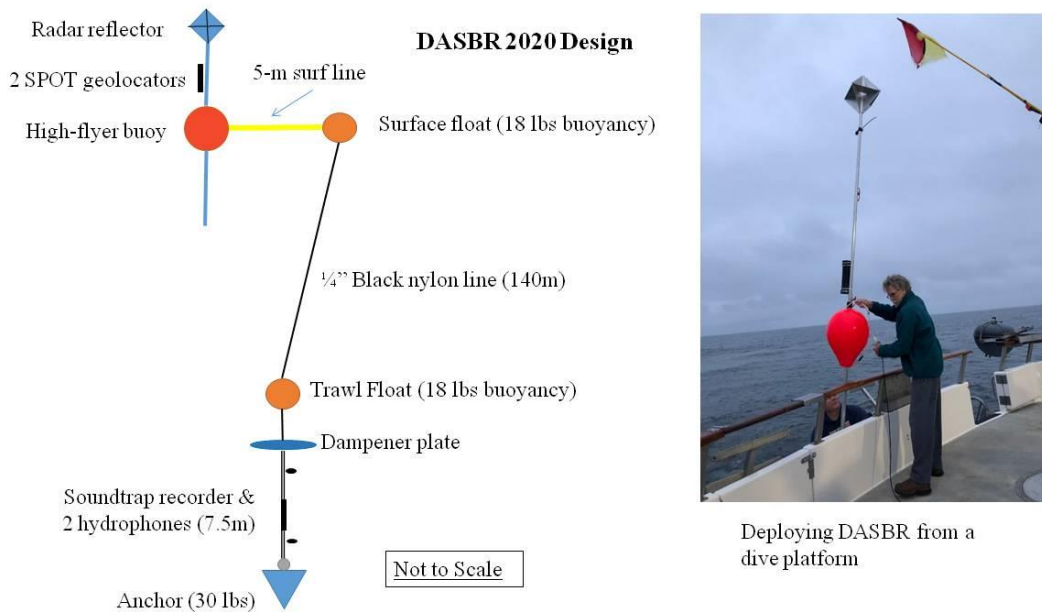 DASBR 2020 Design
Radar reflector
2 SPOT geolocators
5-m surf line
High-flyer buoy
Surface float (18 lbs buoyancy)
¼” Black nylon line (140m)
Trawl Float (18 lbs buoyancy)
Dampener plate
Soundtrap recorder &
2 hydrophones (7.5m)
Not to Scale
Anchor (30 lbs)
Deploying DASBR from a
dive platform